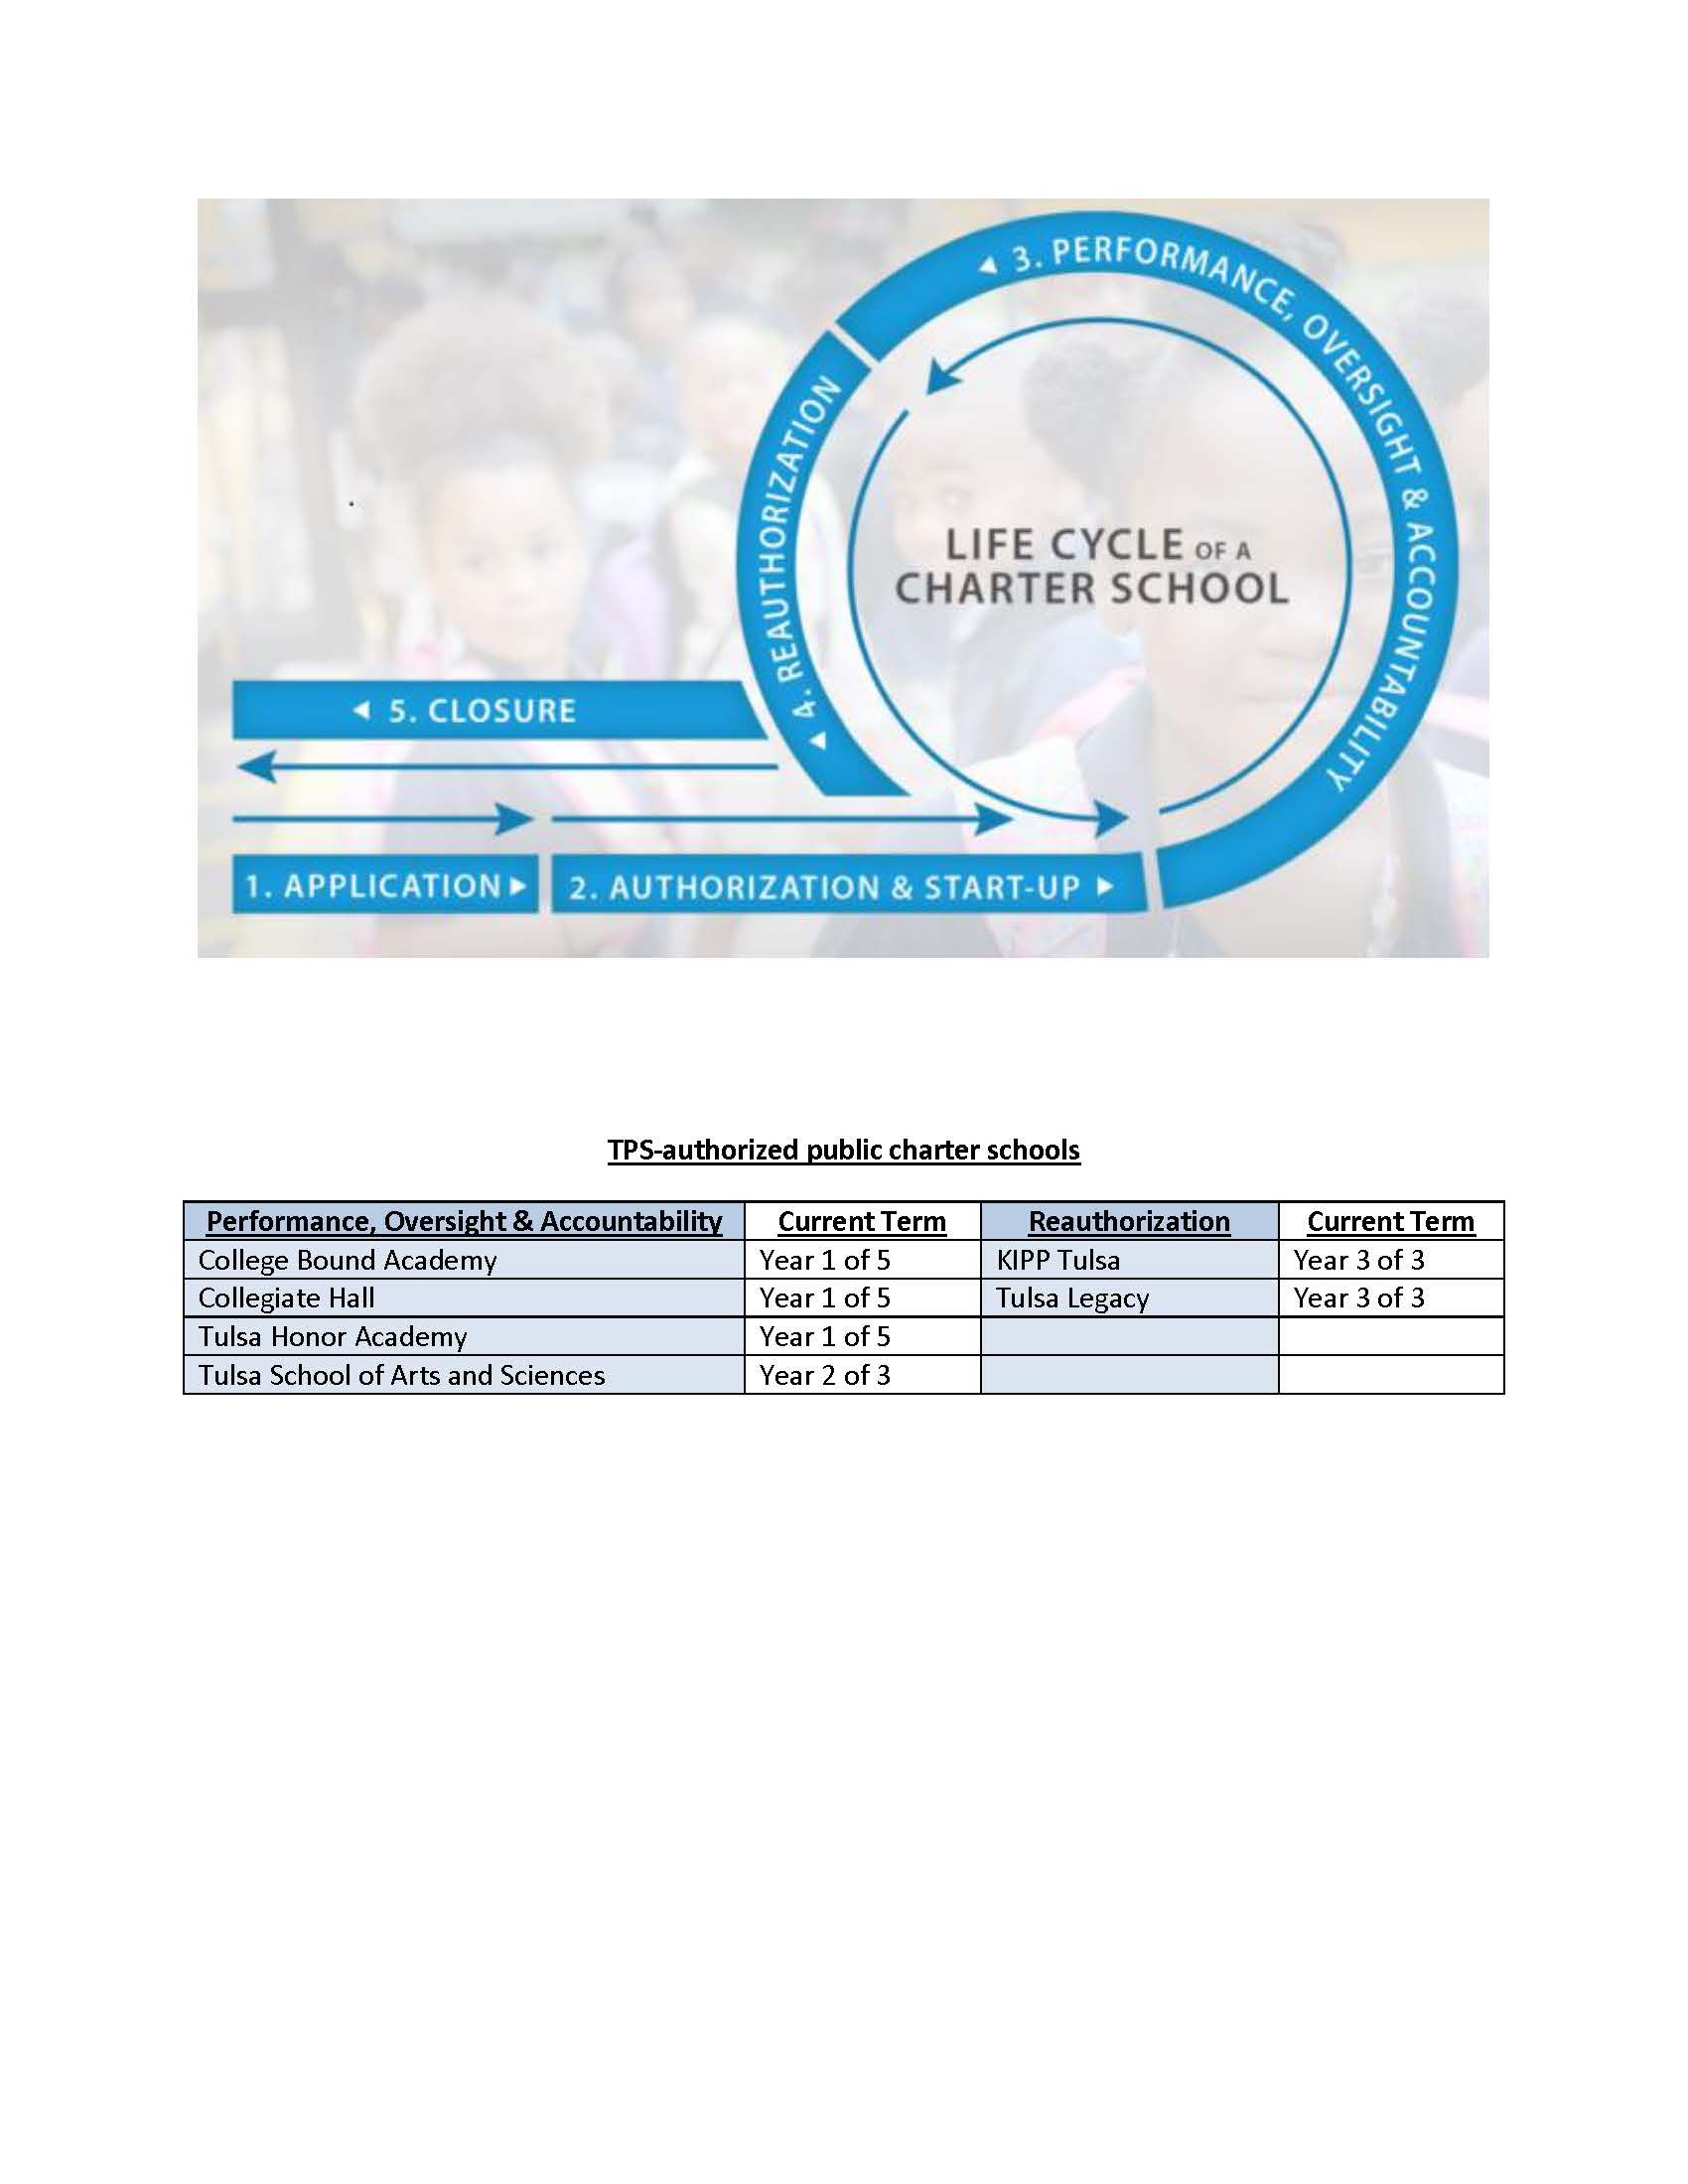 ◄ 3. PERFORMANCE, OVERSIGHT & ACCOUNTABILITY
◄ 4. REAUTHORIZATION
LIFE CYCLE OF A
CHARTER SCHOOL
◄ 5. CLOSURE
1. APPLICATION ►
2. AUTHORIZATION & START-UP ►
TPS-authorized public charter schools
Performance, Oversight & Accountability Current Term Reauthorization Current Term
College Bound Academy Year 1 of 5 KIPP Tulsa Year 3 of 3
Collegiate Hall Year 1 of 5 Tulsa Legacy Year 3 of 3
Tulsa Honor Academy Year 1 of 5
Tulsa School of Arts and Sciences Year 2 of 3